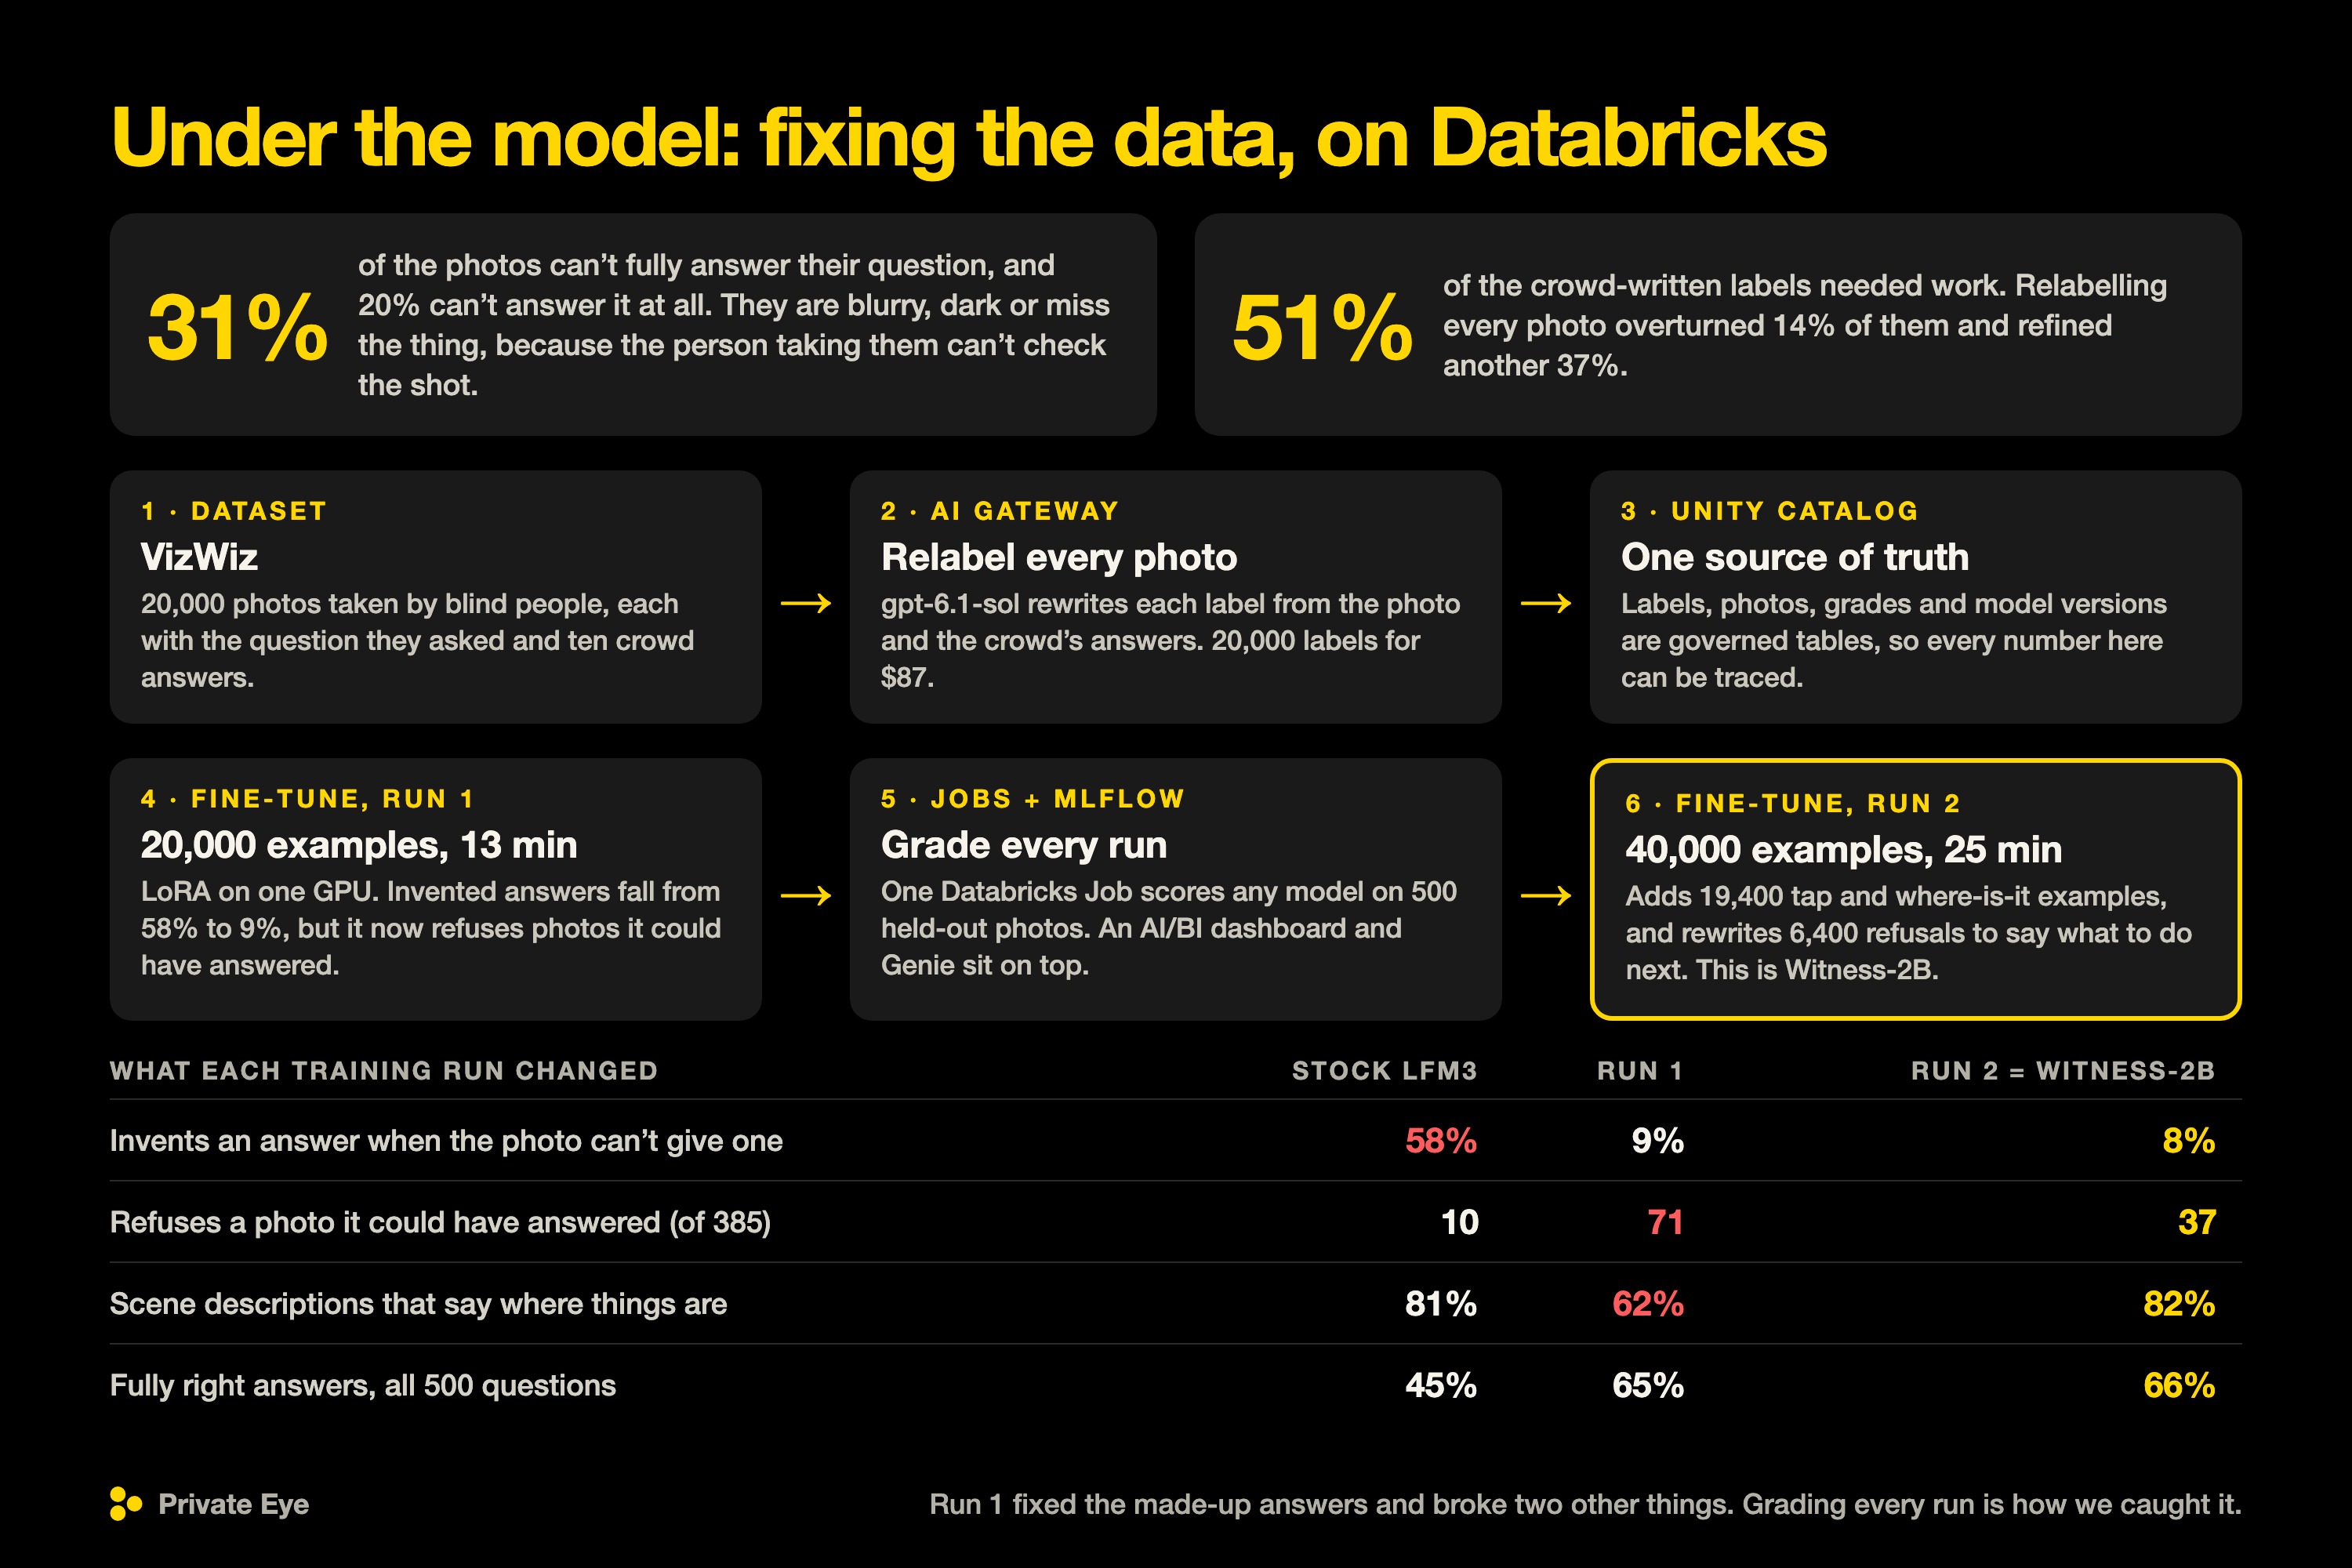 Under the model: fixing the data, on Databricks
31%
of the photos can’t fully answer their question, and
20% can’t answer it at all. They are blurry, dark or miss
the thing, because the person taking them can’t check
the shot.
51%
of the crowd-written labels needed work. Relabelling
every photo overturned 14% of them and refined
another 37%.
1 · DATASET
VizWiz
20,000 photos taken by blind people, each
with the question they asked and ten crowd
answers.
→
2 · AI GATEWAY
Relabel every photo
gpt-6.1-sol rewrites each label from the photo
and the crowd’s answers. 20,000 labels for
$87.
→
3 · UNITY CATALOG
One source of truth
Labels, photos, grades and model versions
are governed tables, so every number here
can be traced.
4 · FINE-TUNE, RUN 1
20,000 examples, 13 min
LoRA on one GPU. Invented answers fall from
58% to 9%, but it now refuses photos it could
have answered.
→
5 · JOBS + MLFLOW
Grade every run
One Databricks Job scores any model on 500
held-out photos. An AI/BI dashboard and
Genie sit on top.
→
6 · FINE-TUNE, RUN 2
40,000 examples, 25 min
Adds 19,400 tap and where-is-it examples,
and rewrites 6,400 refusals to say what to do
next. This is Witness-2B.
WHAT EACH TRAINING RUN CHANGED STOCK LFM3 RUN 1 RUN 2 = WITNESS-2B
Invents an answer when the photo can’t give one 58% 9% 8%
Refuses a photo it could have answered (of 385) 10 71 37
Scene descriptions that say where things are 81% 62% 82%
Fully right answers, all 500 questions 45% 65% 66%
Private Eye
Run 1 fixed the made-up answers and broke two other things. Grading every run is how we caught it.